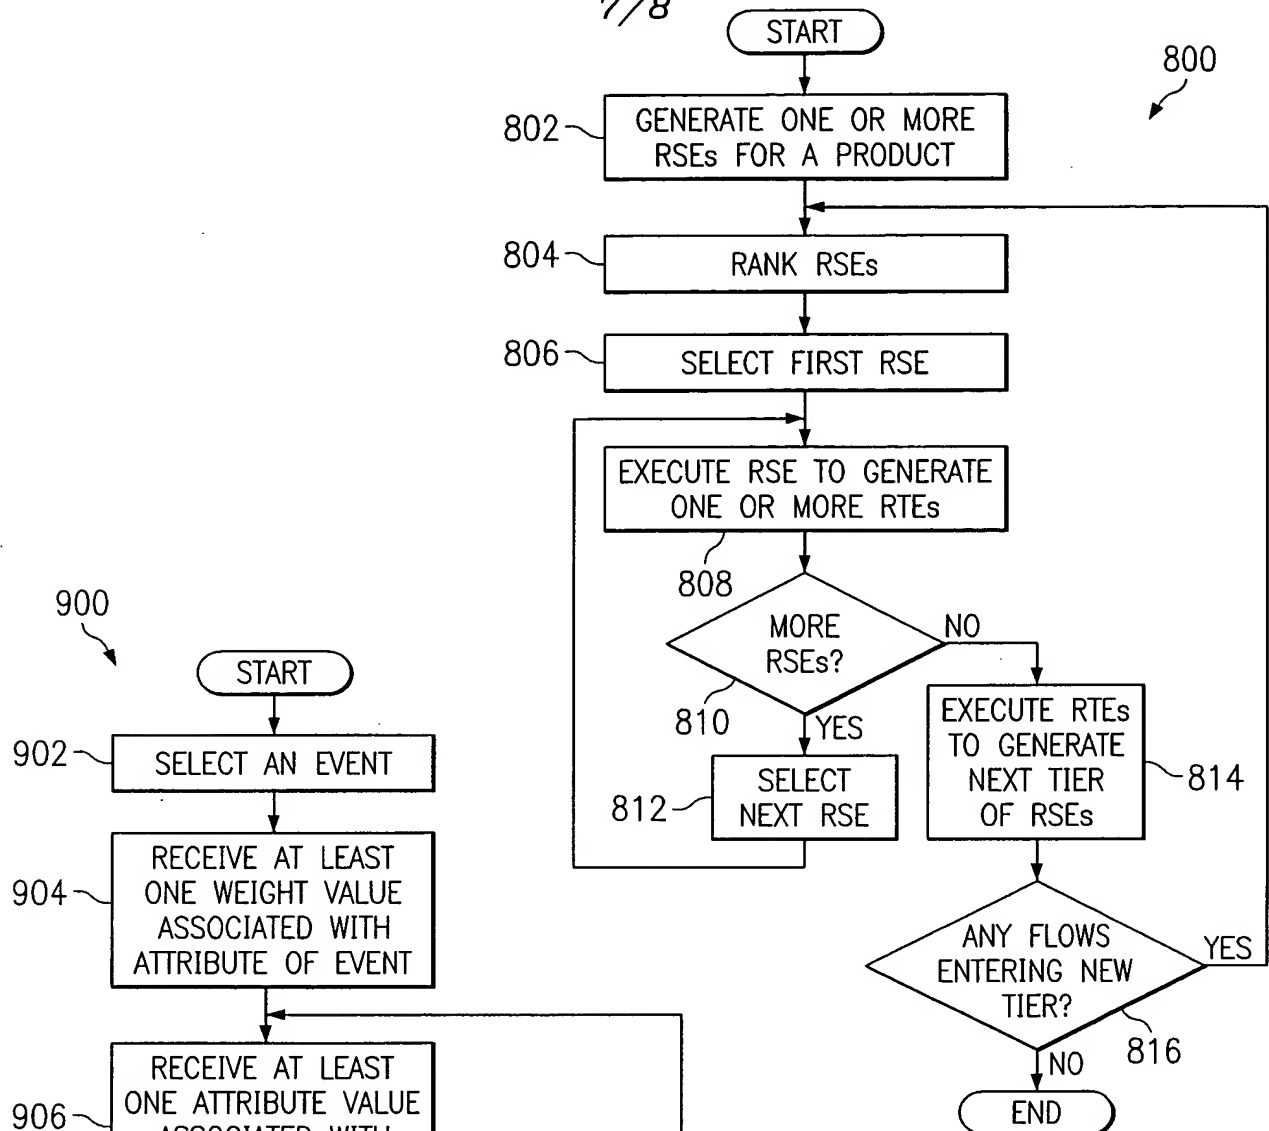 7/8
START
800
802
GENERATE ONE OR MORE
RSEs FOR A PRODUCT
804
RANK RSEs
806
SELECT FIRST RSE
EXECUTE RSE TO GENERATE
ONE OR MORE RTEs
808
MORE
RSEs?
NO
810
YES
812
SELECT
NEXT RSE
EXECUTE RTEs
TO GENERATE
NEXT TIER
OF RSEs
814
ANY FLOWS
ENTERING NEW
TIER?
YES
816
NO
END
900
START
902
SELECT AN EVENT
904
RECEIVE AT LEAST
ONE WEIGHT VALUE
ASSOCIATED WITH
ATTRIBUTE OF EVENT
906
RECEIVE AT LEAST
ONE ATTRIBUTE VALUE
ASSOCIATED WITH